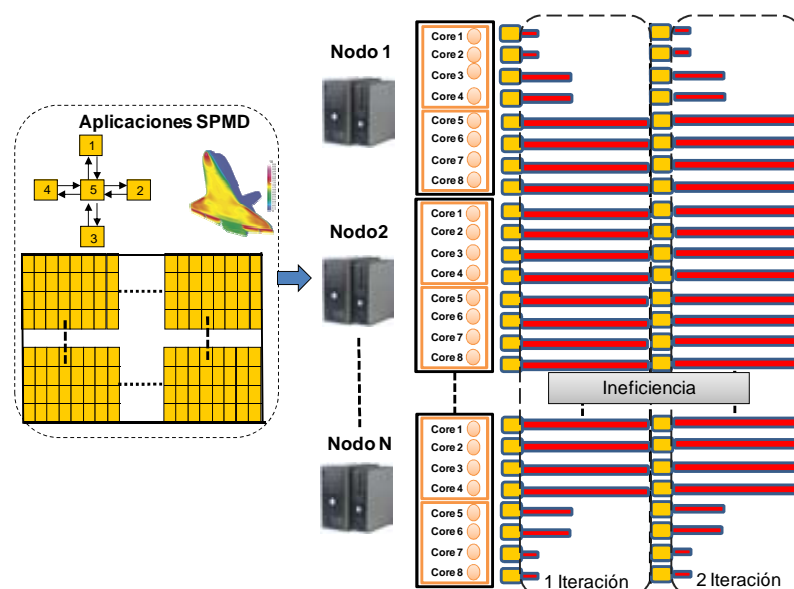 Aplicaciones SPMD
1
4
5
2
3
Nodo 1
Core 1
Core 2
Core 3
Core 4
Core 5
Core 6
Core 7
Core 8
Nodo2
Core 1
Core 2
Core 3
Core 4
Core 5
Core 6
Core 7
Core 8
Ineficiencia
Nodo N
Core 1
Core 2
Core 3
Core 4
Core 5
Core 6
Core 7
Core 8
1 Iteración
2 Iteración